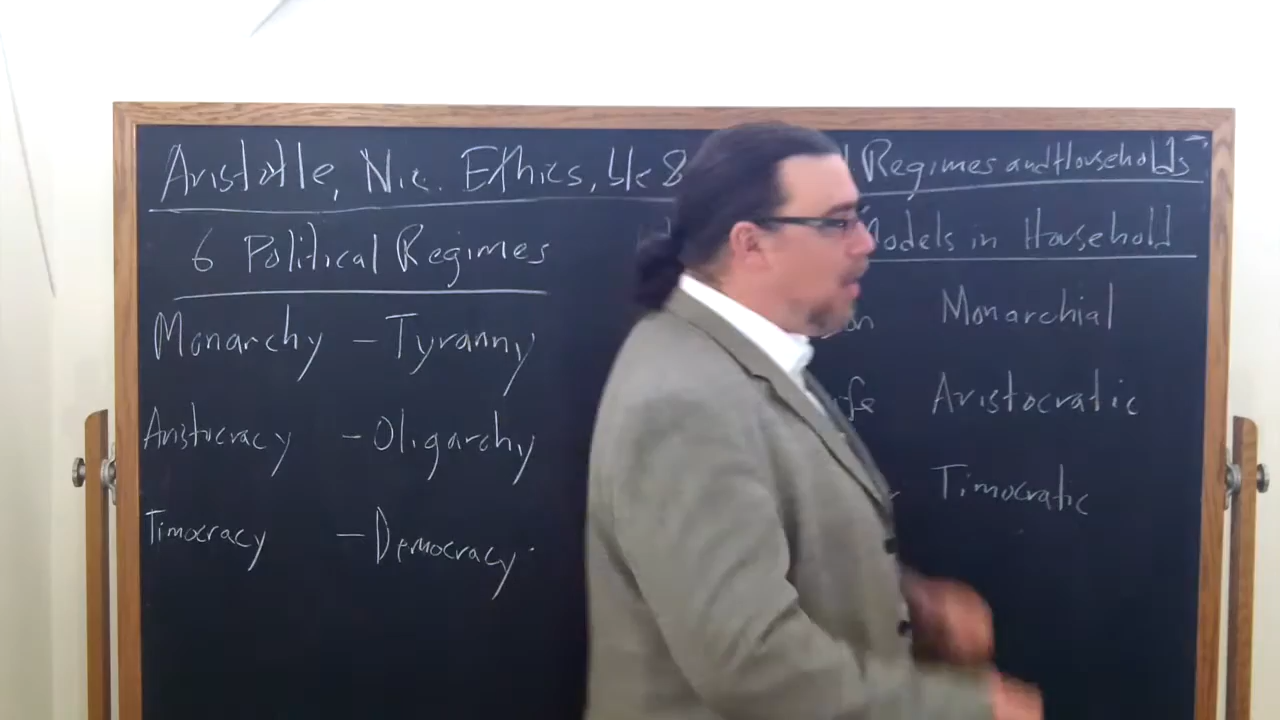 Aristotle, Nic. Ethics, bk 8 Regimes and Households
6 Political Regimes
Models in Household
Monarchy - Tyranny
Monarchial
Aristocracy - Oligarchy
Aristocratic
Timocracy - Democracy
Timocratic